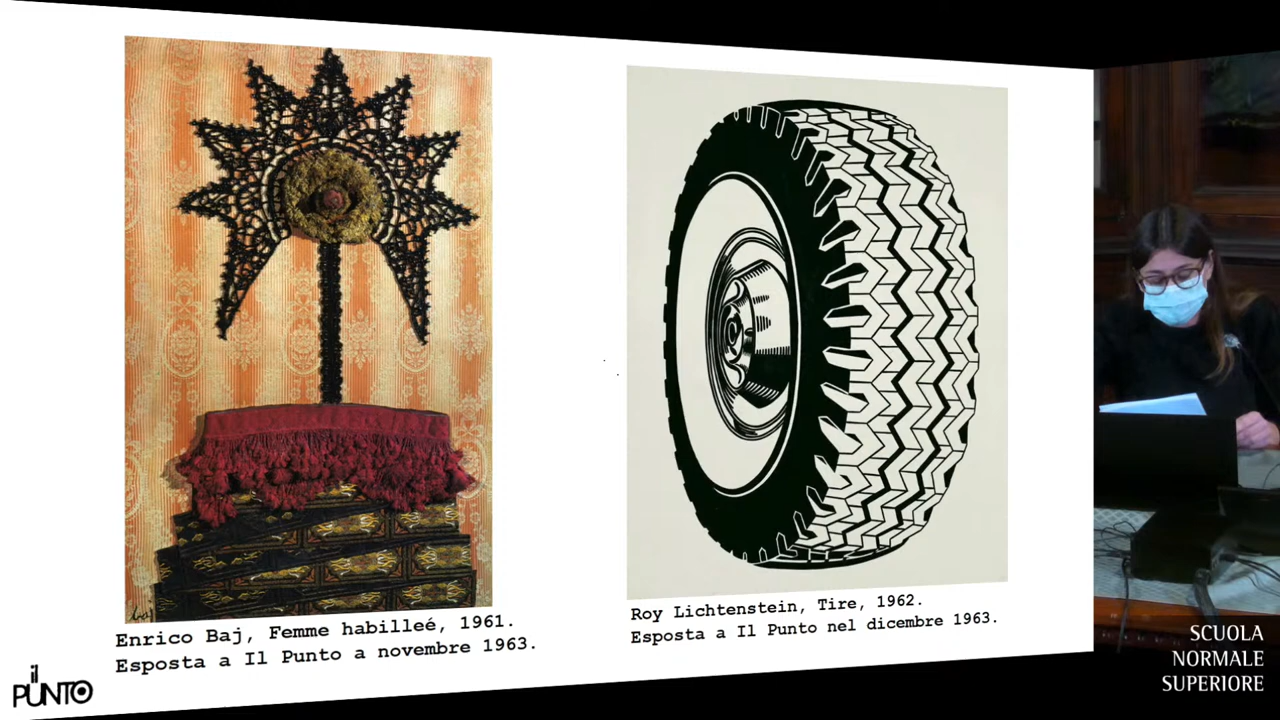 Enrico Baj, Femme habilleé, 1961.
Esposta a Il Punto a novembre 1963.
Roy Lichtenstein, Tire, 1962.
Esposta a Il Punto nel dicembre 1963.
il
PUNTO
SCUOLA
NORMALE
SUPERIORE
baj